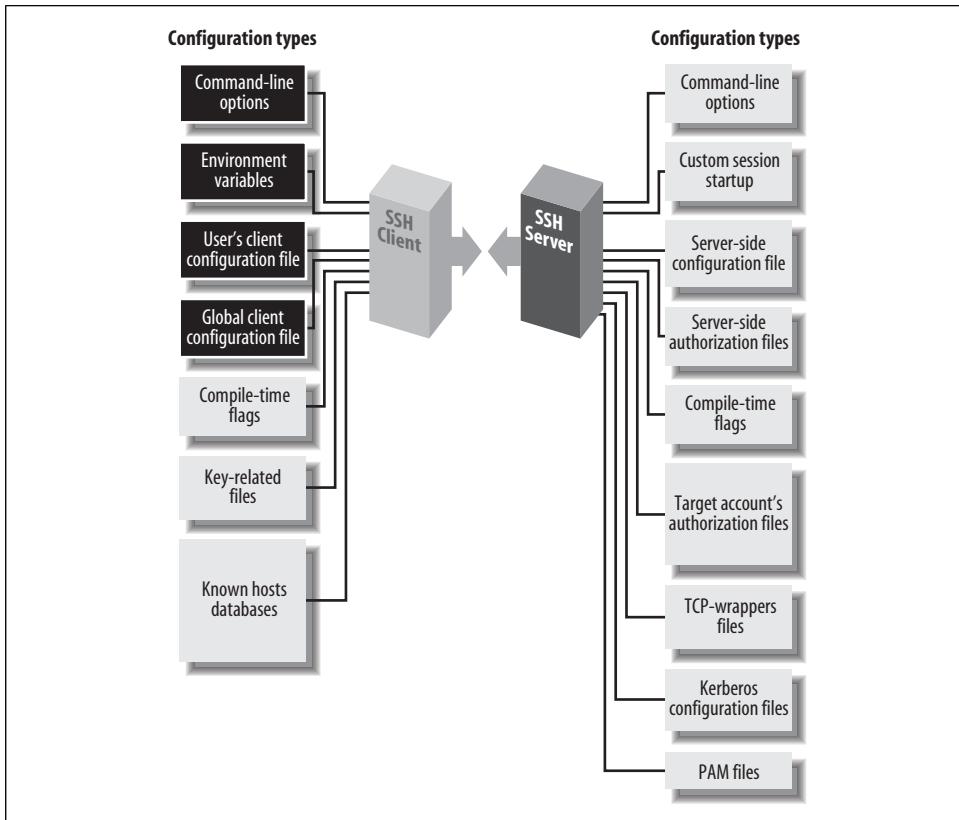 Configuration types
Command-line
options
Environment
variables
User's client
configuration file
Global client
configuration file
Compile-time
flags
Key-related
files
Known hosts
databases
SSH
Client
SSH
Server
Configuration types
Command-line
options
Custom session
startup
Server-side
configuration file
Server-side
authorization files
Compile-time
flags
Target account's
authorization files
TCP-wrappers
files
Kerberos
configuration files
PAM files